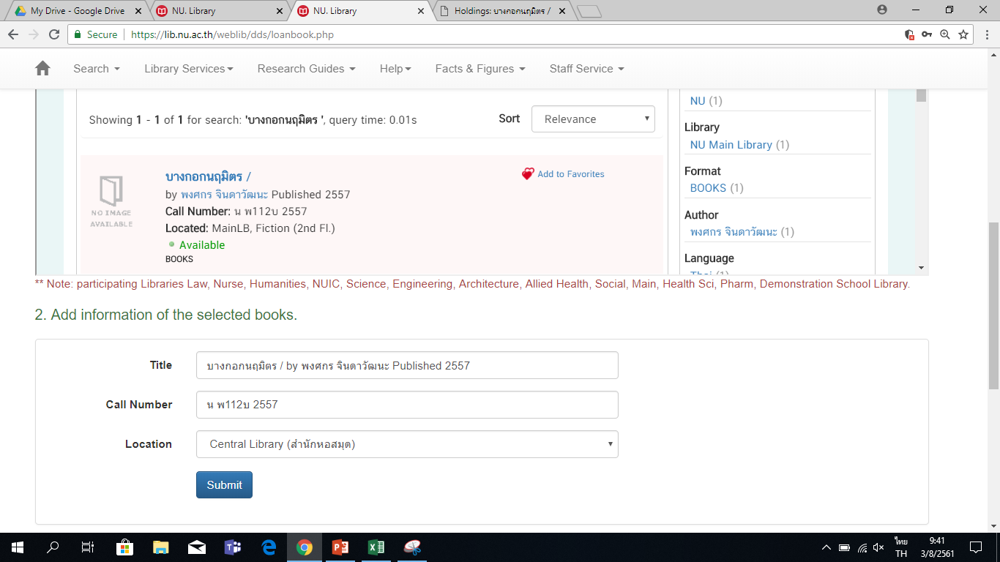 My Drive - Google Drive
NU. Library
NU. Library
Holdings: บางกอกนฤมิตร /
Secure
https://lib.nu.ac.th/weblib/dds/loanbook.php
Search
Library Services
Research Guides
Help
Facts & Figures
Staff Service
Showing 1 - 1 of 1 for search: 'บางกอกนฤมิตร ', query time: 0.01s
Sort
Relevance
บางกอกนฤมิตร /
by พงศกร จินดาวัฒนะ Published 2557
Call Number: น พ112บ 2557
Located: MainLB, Fiction (2nd Fl.)
Available
BOOKS
NO IMAGE
AVAILABLE
Add to Favorites
NU (1)
Library
NU Main Library (1)
Format
BOOKS (1)
Author
พงศกร จินดาวัฒนะ (1)
Language
Thai (1)
** Note: participating Libraries Law, Nurse, Humanities, NUIC, Science, Engineering, Architecture, Allied Health, Social, Main, Health Sci, Pharm, Demonstration School Library.
2. Add information of the selected books.
Title
บางกอกนฤมิตร / by พงศกร จินดาวัฒนะ Published 2557
Call Number
น พ112บ 2557
Location
Central Library (สำนักหอสมุด)
Submit
ไทย
TH
9:41
3/8/2561